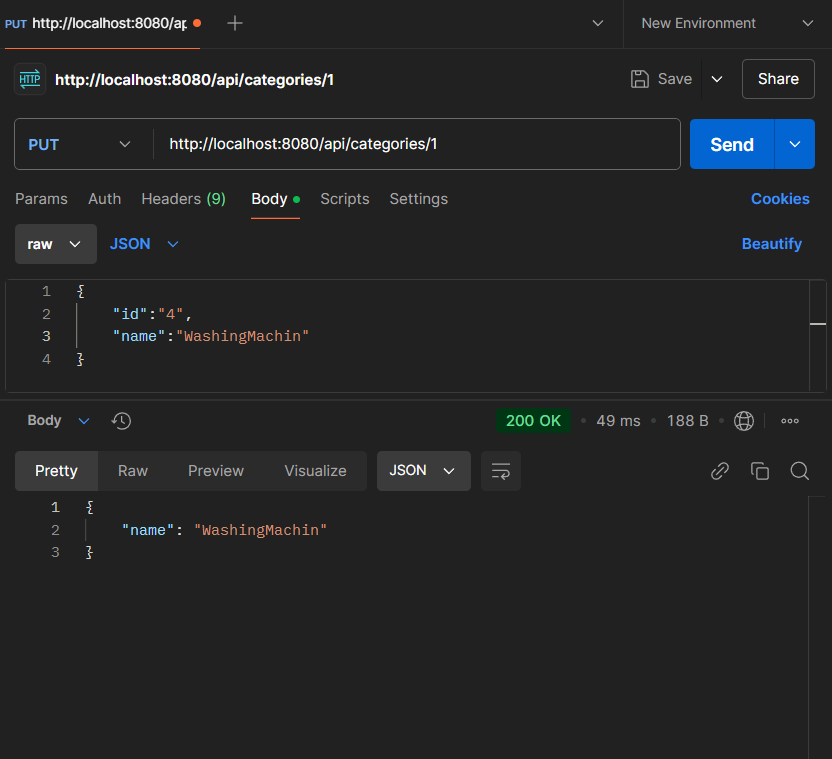 PUT http://localhost:8080/ap
New Environment
HTTP http://localhost:8080/api/categories/1
Save
Share
PUT
http://localhost:8080/api/categories/1
Send
Params Auth Headers (9) Body Scripts Settings Cookies
raw JSON Beautify
1 {
2 "id":"4",
3 "name":"WashingMachin"
4 }
Body 200 OK 49 ms 188 B
Pretty Raw Preview Visualize JSON
1 {
2 "name": "WashingMachin"
3 }